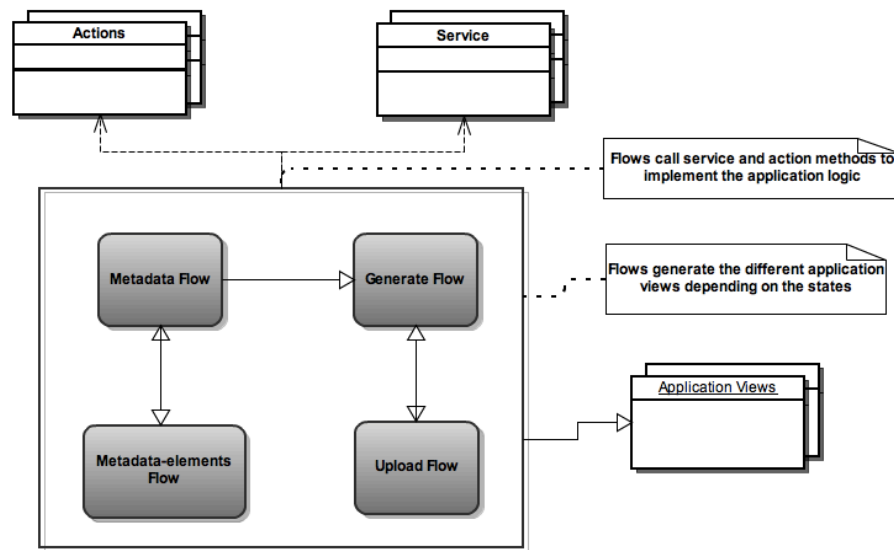 Actions
Service
Flows call service and action methods to
implement the application logic
Metadata Flow
Generate Flow
Flows generate the different application
views depending on the states
Application Views
Metadata-elements
Flow
Upload Flow